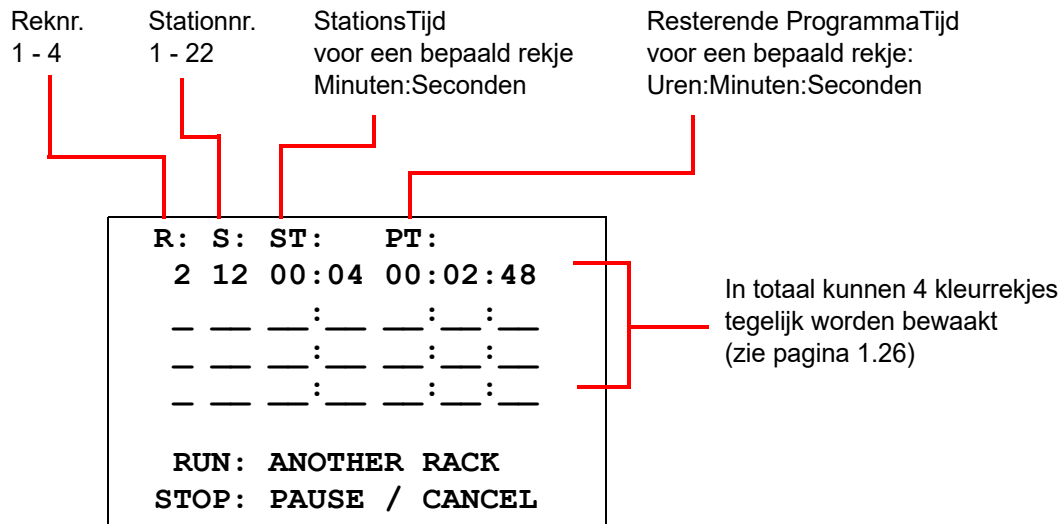 Reknr.
1 - 4
Stationnr.
1 - 22
StationsTijd
voor een bepaald rekje
Minuten:Seconden
Resterende ProgrammaTijd
voor een bepaald rekje:
Uren:Minuten:Seconden
R: S: ST: PT:
2 12 00:04 00:02:48
_ __ __:__ __:__:__
_ __ __:__ __:__:__
_ __ __:__ __:__:__
RUN: ANOTHER RACK
STOP: PAUSE / CANCEL
In totaal kunnen 4 kleurrekjes
tegelijk worden bewaakt
(zie pagina 1.26)